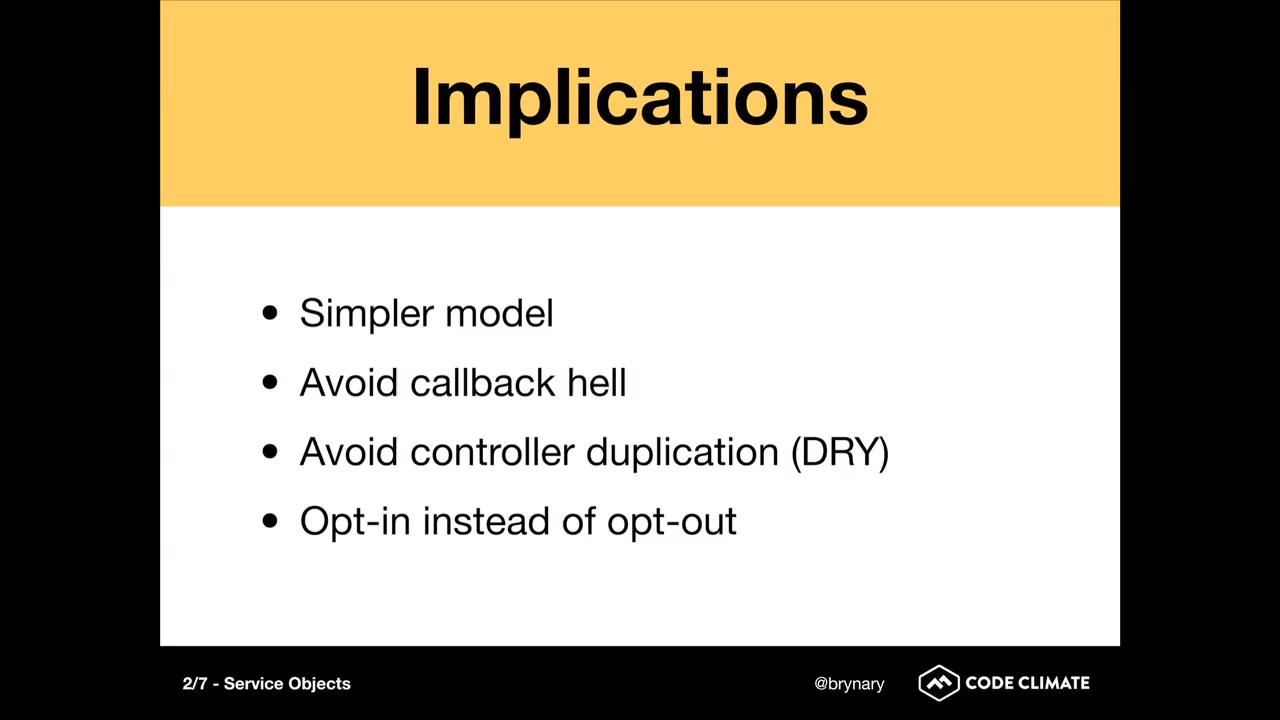 Implications
• Simpler model
• Avoid callback hell
• Avoid controller duplication (DRY)
• Opt-in instead of opt-out
2/7 - Service Objects
@brynary
CODE CLIMATE